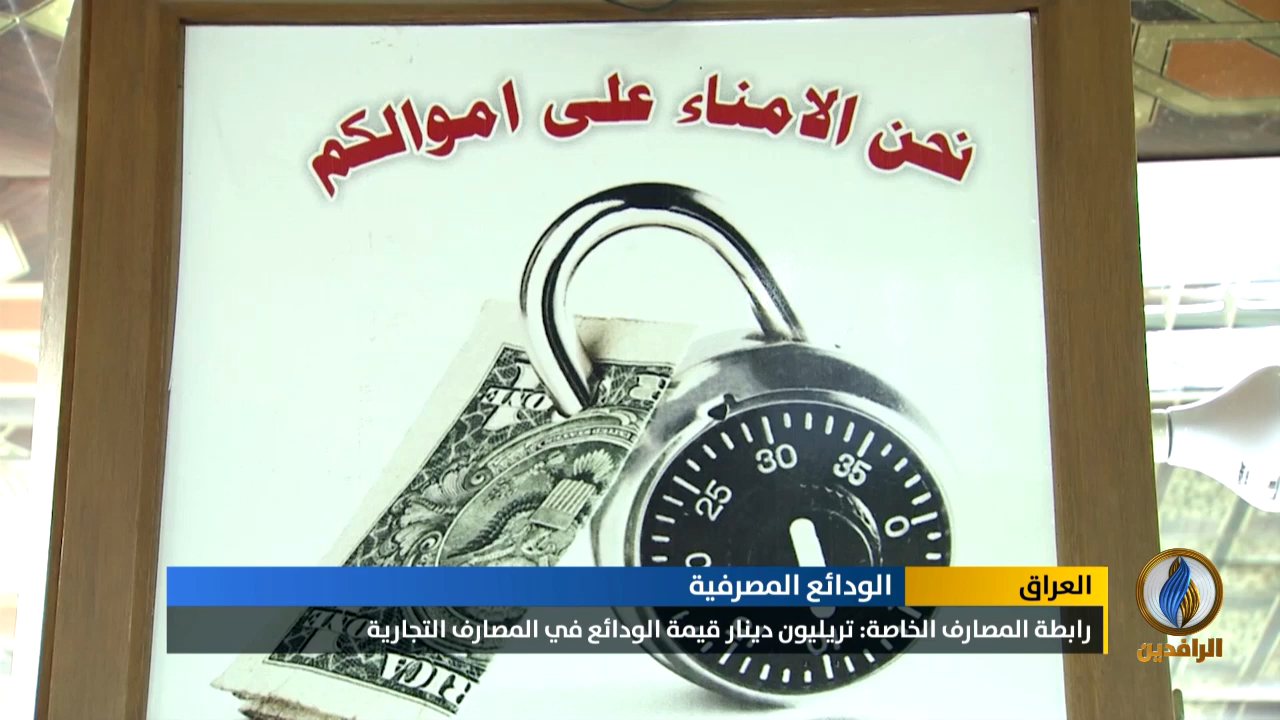 نحن الامناء على اموالكم
ONE
25
30
35
0
العراق
الودائع المصرفية
رابطة المصارف الخاصة: تريليون دينار قيمة الودائع في المصارف التجارية
الرافدين